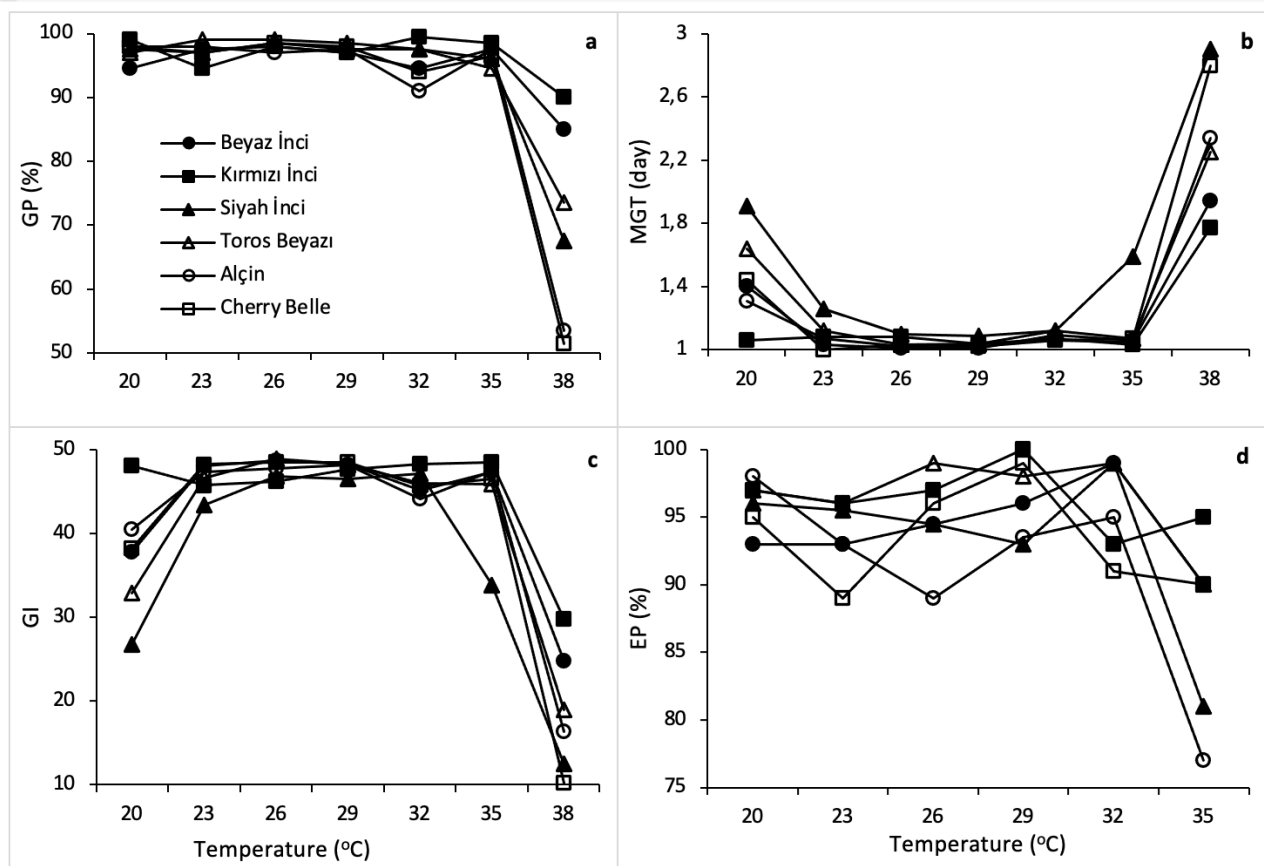 a
100
90
80
70
60
50
GP (%)
Beyaz İnci
Kırmızı İnci
Siyah İnci
Toros Beyazı
Alçin
Cherry Belle
20 23 26 29 32 35 38
b
3
2,6
2,2
1,8
1,4
1
MGT (day)
20 23 26 29 32 35 38
c
50
40
30
20
10
GI
20 23 26 29 32 35 38
Temperature (ᵒC)
d
100
95
90
85
80
75
EP (%)
20 23 26 29 32 35
Temperature (ᵒC)